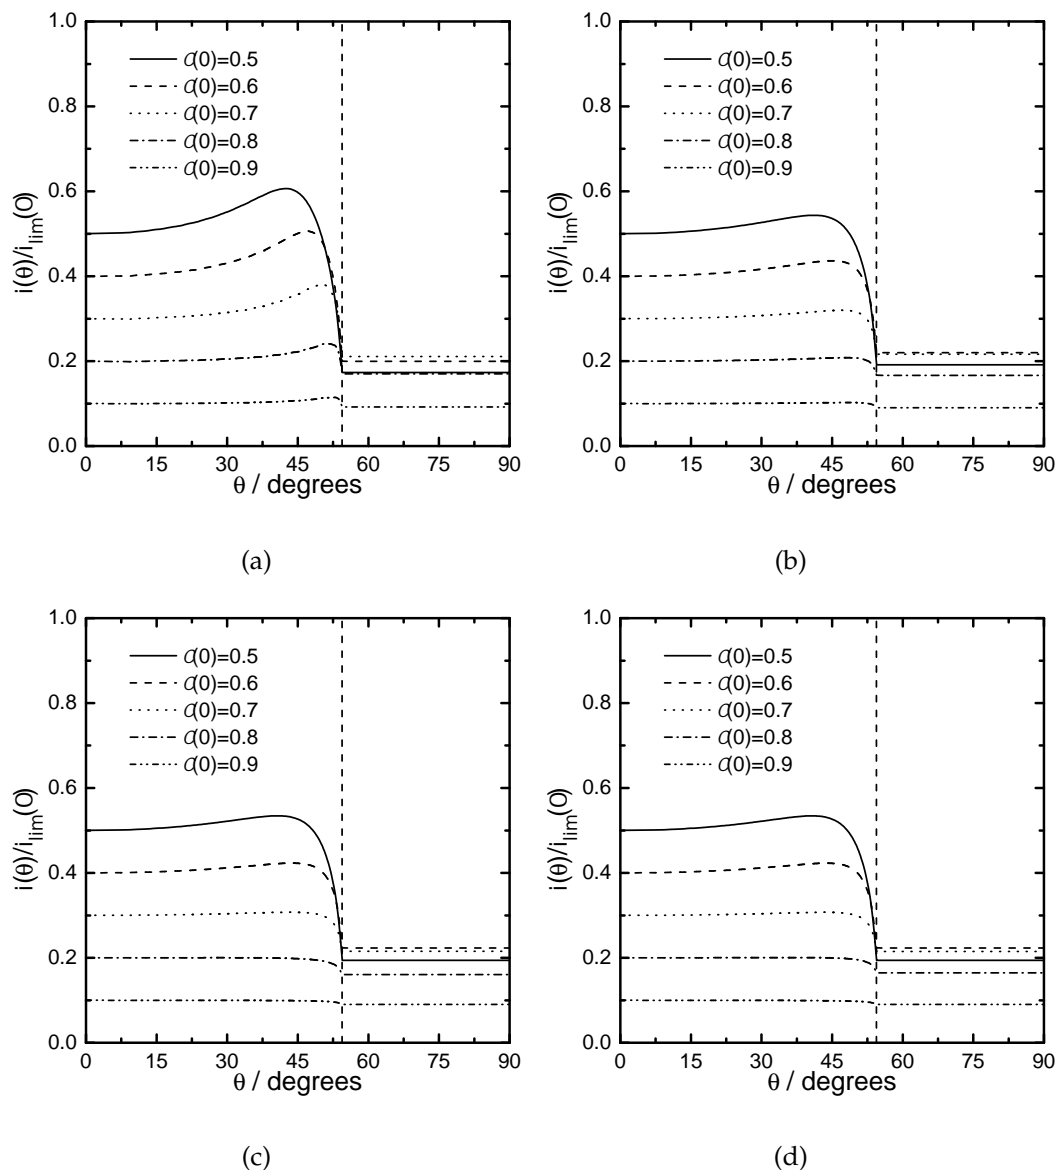 1.0
0.8
0.6
0.4
0.2
0.0
i(θ)/i_lim(0)
C(0)=0.5
C(0)=0.6
C(0)=0.7
C(0)=0.8
C(0)=0.9
0 15 30 45 60 75 90
θ / degrees
(a)
1.0
0.8
0.6
0.4
0.2
0.0
i(θ)/i_lim(0)
C(0)=0.5
C(0)=0.6
C(0)=0.7
C(0)=0.8
C(0)=0.9
0 15 30 45 60 75 90
θ / degrees
(b)
1.0
0.8
0.6
0.4
0.2
0.0
i(θ)/i_lim(0)
C(0)=0.5
C(0)=0.6
C(0)=0.7
C(0)=0.8
C(0)=0.9
0 15 30 45 60 75 90
θ / degrees
(c)
1.0
0.8
0.6
0.4
0.2
0.0
i(θ)/i_lim(0)
C(0)=0.5
C(0)=0.6
C(0)=0.7
C(0)=0.8
C(0)=0.9
0 15 30 45 60 75 90
θ / degrees
(d)